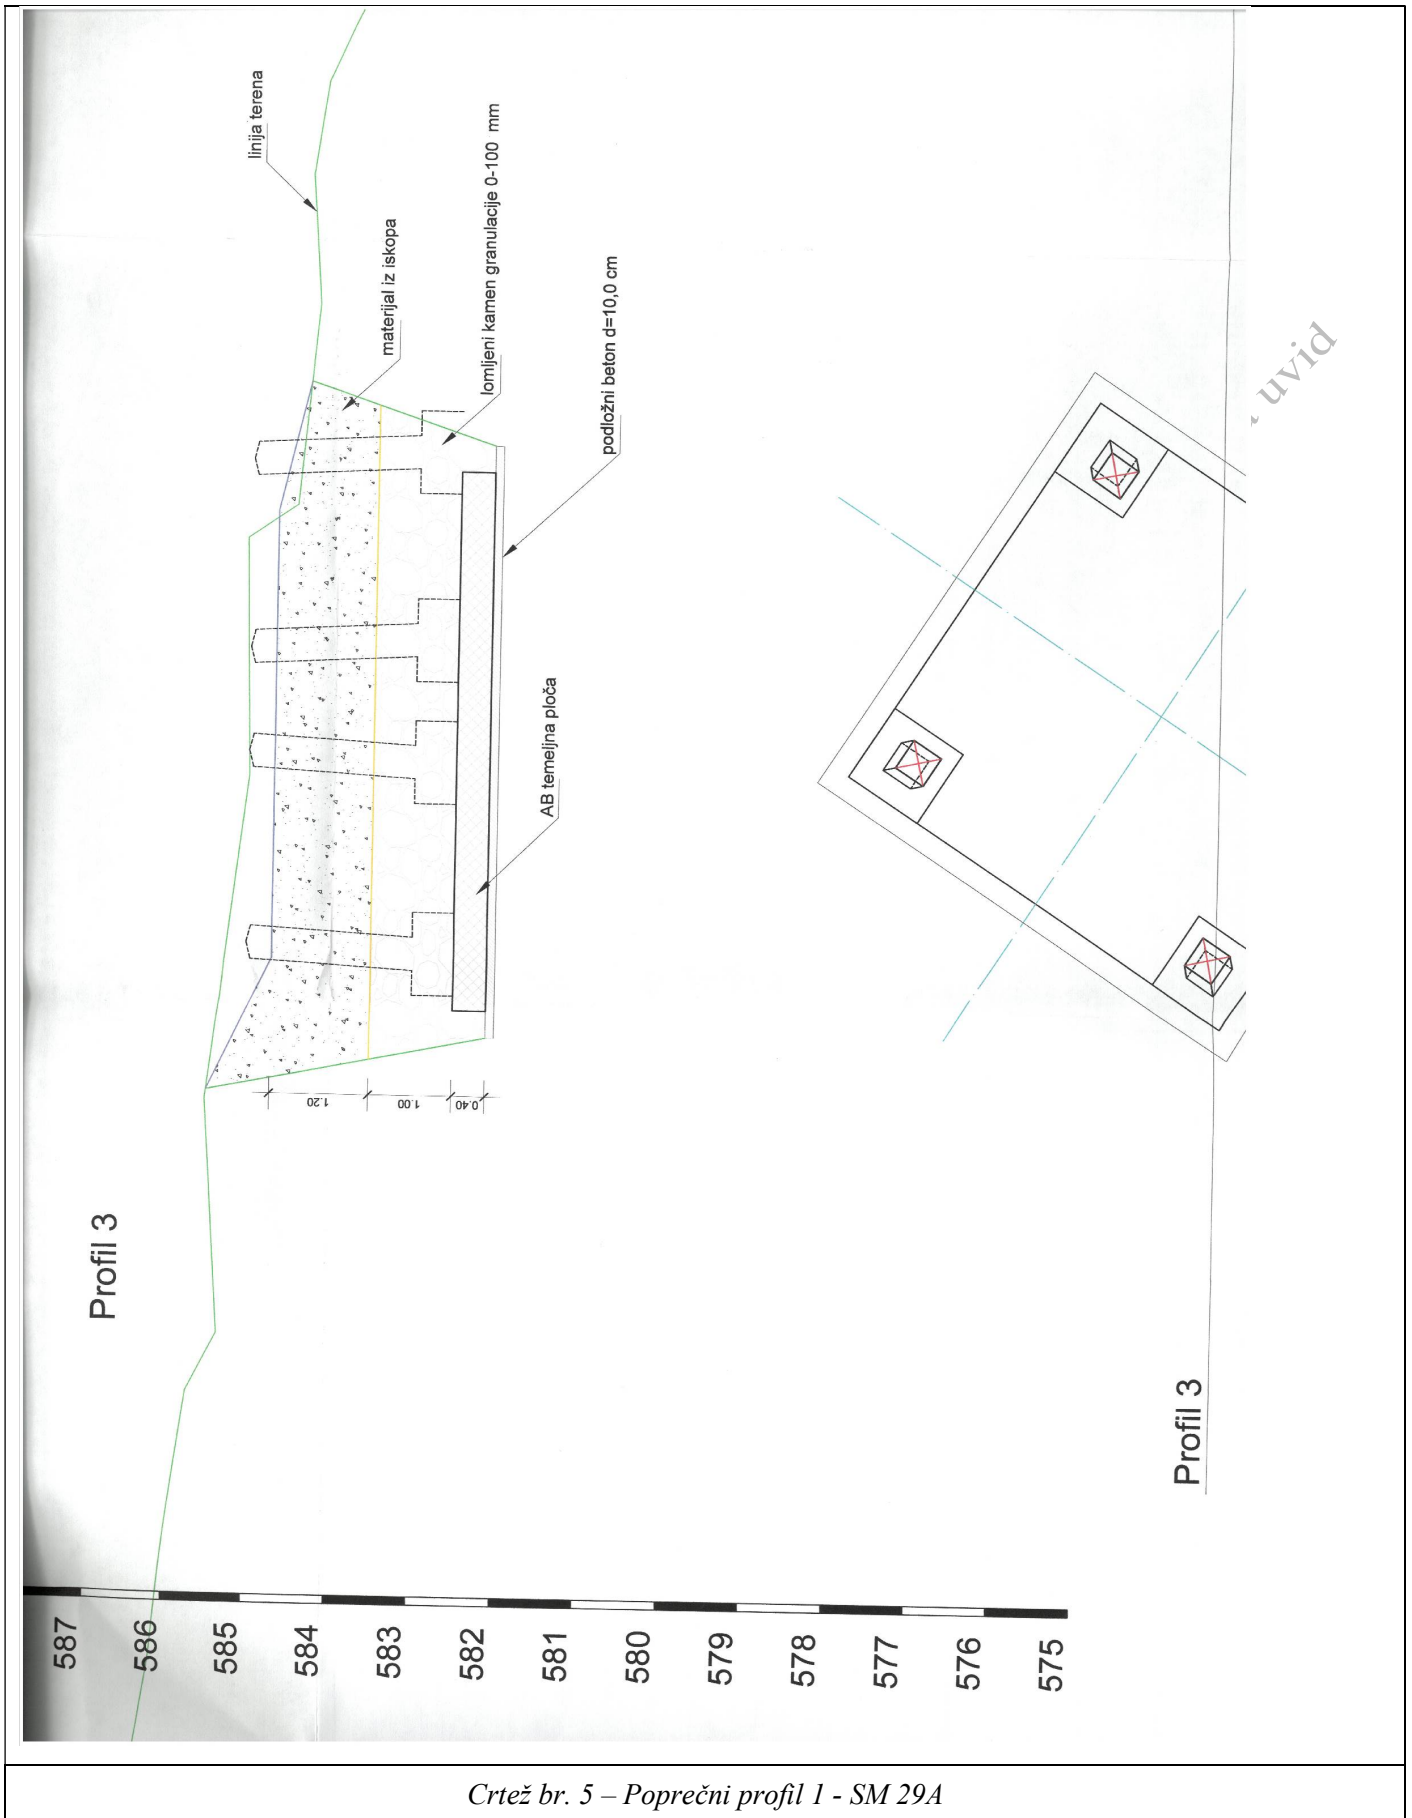 linija terena
materijal iz iskopa
lomljeni kamen granulacije 0-100 mm
podložni beton d=10,0 cm
AB temeljna ploča
1.20
1.00
0.40
Profil 3
Profil 3
587
586
585
584
583
582
581
580
579
578
577
576
575
uvid
Crtež br. 5 – Poprečni profil 1 - SM 29A